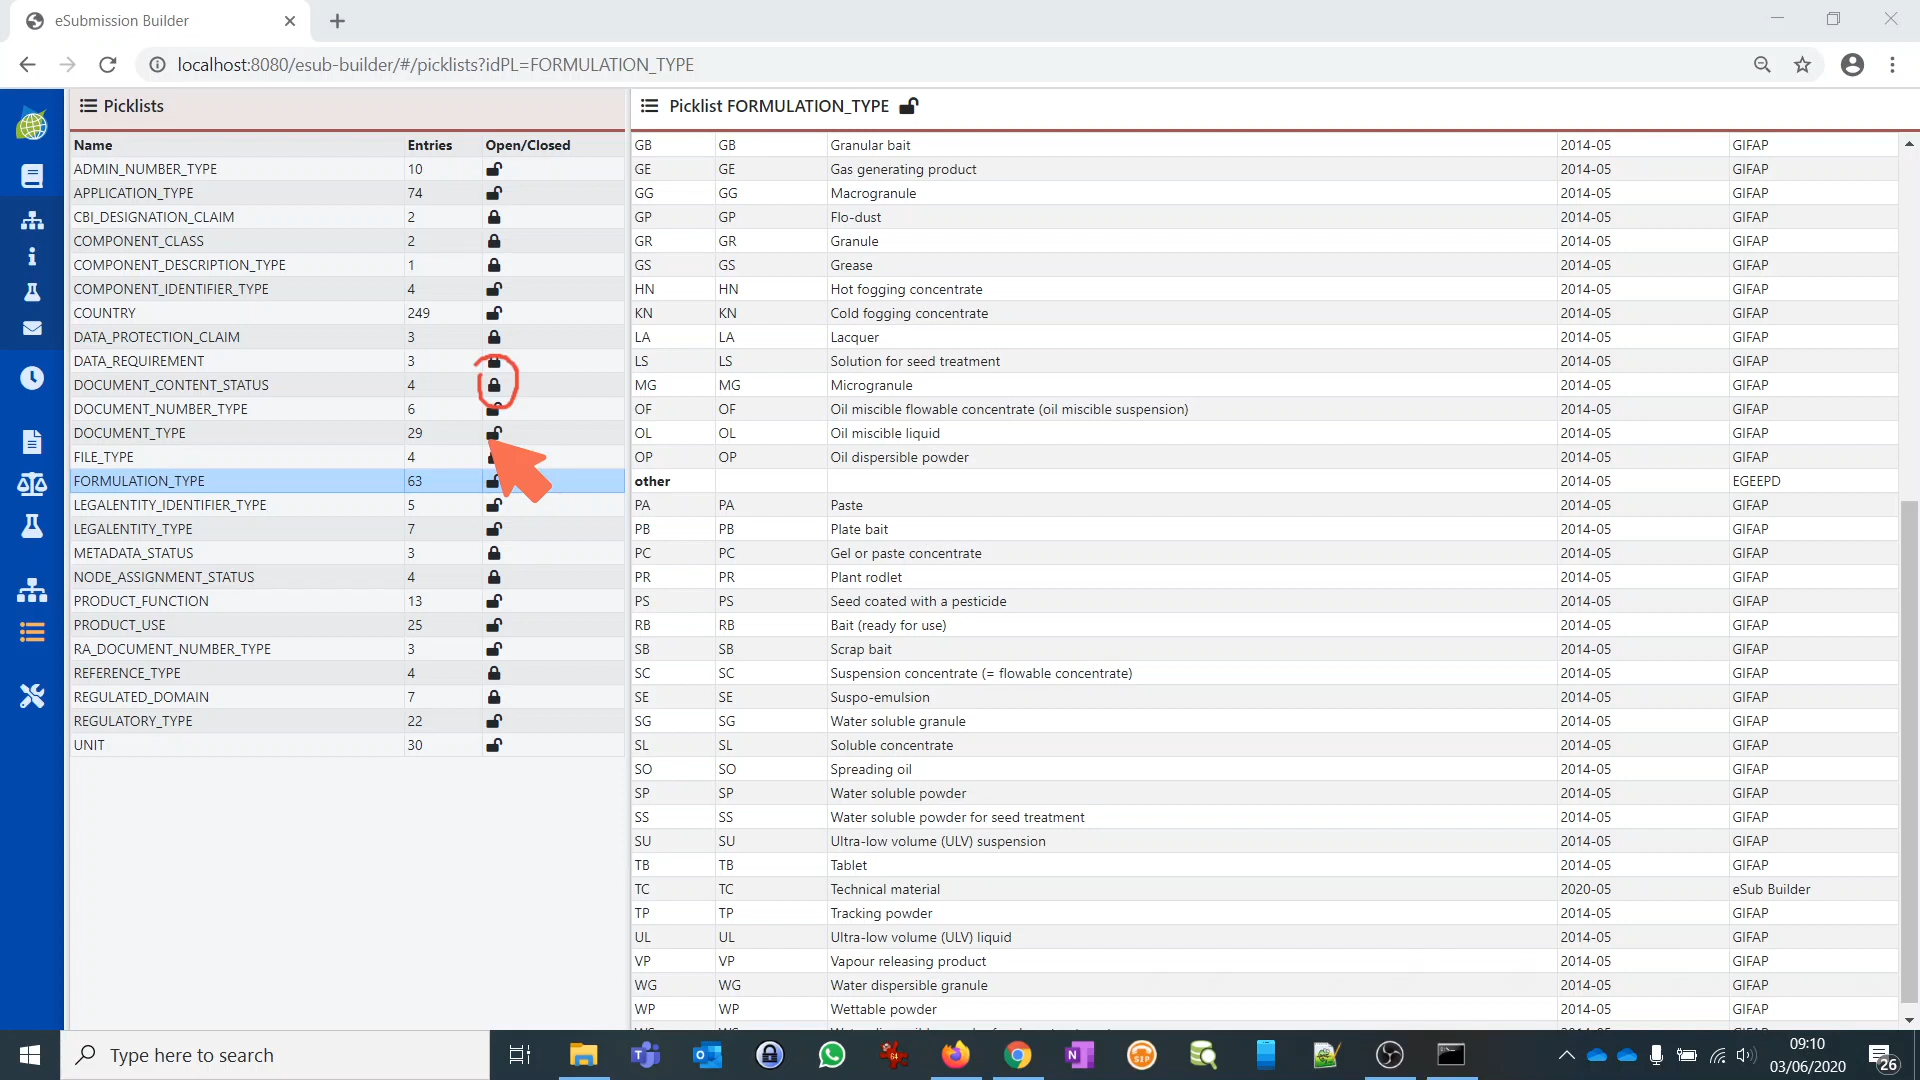 eSubmission Builder
localhost:8080/esub-builder/#/picklists?idPL=FORMULATION_TYPE
Picklists
Name Entries Open/Closed
ADMIN_NUMBER_TYPE 10
APPLICATION_TYPE 74
CBI_DESIGNATION_CLAIM 2
COMPONENT_CLASS 2
COMPONENT_DESCRIPTION_TYPE 1
COMPONENT_IDENTIFIER_TYPE 4
COUNTRY 249
DATA_PROTECTION_CLAIM 3
DATA_REQUIREMENT 3
DOCUMENT_CONTENT_STATUS 4
DOCUMENT_NUMBER_TYPE 6
DOCUMENT_TYPE 29
FILE_TYPE 4
FORMULATION_TYPE 63
LEGALENTITY_IDENTIFIER_TYPE 5
LEGALENTITY_TYPE 7
METADATA_STATUS 3
NODE_ASSIGNMENT_STATUS 4
PRODUCT_FUNCTION 13
PRODUCT_USE 25
RA_DOCUMENT_NUMBER_TYPE 3
REFERENCE_TYPE 4
REGULATED_DOMAIN 7
REGULATORY_TYPE 22
UNIT 30
Picklist FORMULATION_TYPE
GB GB Granular bait 2014-05 GIFAP
GE GE Gas generating product 2014-05 GIFAP
GG GG Macrogranule 2014-05 GIFAP
GP GP Flo-dust 2014-05 GIFAP
GR GR Granule 2014-05 GIFAP
GS GS Grease 2014-05 GIFAP
HN HN Hot fogging concentrate 2014-05 GIFAP
KN KN Cold fogging concentrate 2014-05 GIFAP
LA LA Lacquer 2014-05 GIFAP
LS LS Solution for seed treatment 2014-05 GIFAP
MG MG Microgranule 2014-05 GIFAP
OF OF Oil miscible flowable concentrate (oil miscible suspension) 2014-05 GIFAP
OL OL Oil miscible liquid 2014-05 GIFAP
OP OP Oil dispersible powder 2014-05 GIFAP
other 2014-05 EGEEPD
PA PA Paste 2014-05 GIFAP
PB PB Plate bait 2014-05 GIFAP
PC PC Gel or paste concentrate 2014-05 GIFAP
PR PR Plant rodlet 2014-05 GIFAP
PS PS Seed coated with a pesticide 2014-05 GIFAP
RB RB Bait (ready for use) 2014-05 GIFAP
SB SB Scrap bait 2014-05 GIFAP
SC SC Suspension concentrate (= flowable concentrate) 2014-05 GIFAP
SE SE Suspo-emulsion 2014-05 GIFAP
SG SG Water soluble granule 2014-05 GIFAP
SL SL Soluble concentrate 2014-05 GIFAP
SO SO Spreading oil 2014-05 GIFAP
SP SP Water soluble powder 2014-05 GIFAP
SS SS Water soluble powder for seed treatment 2014-05 GIFAP
SU SU Ultra-low volume (ULV) suspension 2014-05 GIFAP
TB TB Tablet 2014-05 GIFAP
TC TC Technical material 2020-05 eSub Builder
TP TP Tracking powder 2014-05 GIFAP
UL UL Ultra-low volume (ULV) liquid 2014-05 GIFAP
VP VP Vapour releasing product 2014-05 GIFAP
WG WG Water dispersible granule 2014-05 GIFAP
WP WP Wettable powder 2014-05 GIFAP
Type here to search
64
SIP
09:10
03/06/2020
26